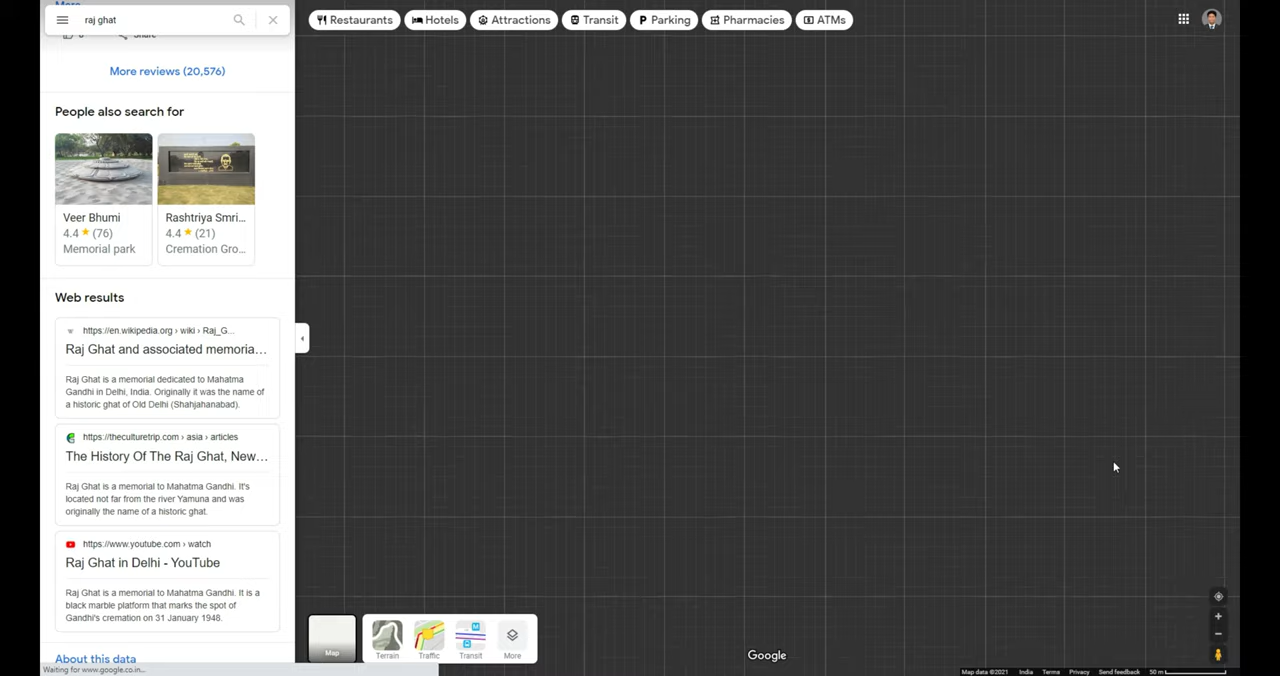 raj ghat
Restaurants
Hotels
Attractions
Transit
Parking
Pharmacies
ATMs
Share
More reviews (20,576)
People also search for
Veer Bhumi
4.4 ★ (76)
Memorial park
Rashtriya Smri...
4.4 ★ (21)
Cremation Gro...
Web results
https://en.wikipedia.org › wiki › Raj_G...
Raj Ghat and associated memoria...
Raj Ghat is a memorial dedicated to Mahatma
Gandhi in Delhi, India. Originally it was the name of
a historic ghat of Old Delhi (Shahjahanabad).
https://theculturetrip.com › asia › articles
The History Of The Raj Ghat, New...
Raj Ghat is a memorial to Mahatma Gandhi. It's
located not far from the river Yamuna and was
originally the name of a historic ghat.
https://www.youtube.com › watch
Raj Ghat in Delhi - YouTube
Raj Ghat is a memorial to Mahatma Gandhi. It is a
black marble platform that marks the spot of
Gandhi's cremation on 31 January 1948.
About this data
Waiting for www.google.co.in...
Map
Terrain
Traffic
Transit
More
Google
Map data ©2021 India Terms Privacy Send feedback 50 m